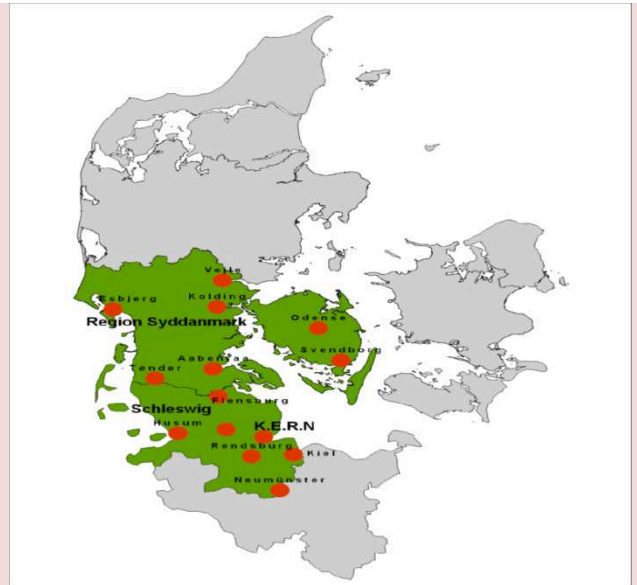 Vejle
Esbjerg
Kolding
Region Syddanmark
Odense
Svendborg
Aabenraa
Tønder
Flensburg
Schleswig
Husum
K.E.R.N
Rendsburg
Kiel
Neumünster